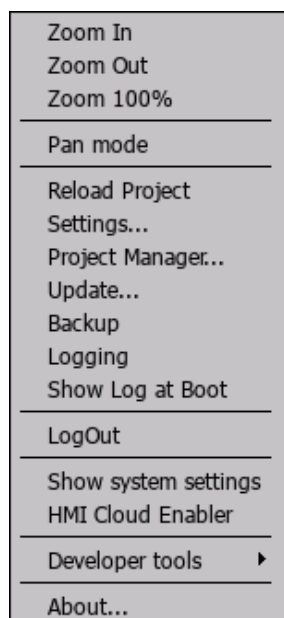 Zoom In
Zoom Out
Zoom 100%
Pan mode
Reload Project
Settings...
Project Manager...
Update...
Backup
Logging
Show Log at Boot
LogOut
Show system settings
HMI Cloud Enabler
Developer tools
About...